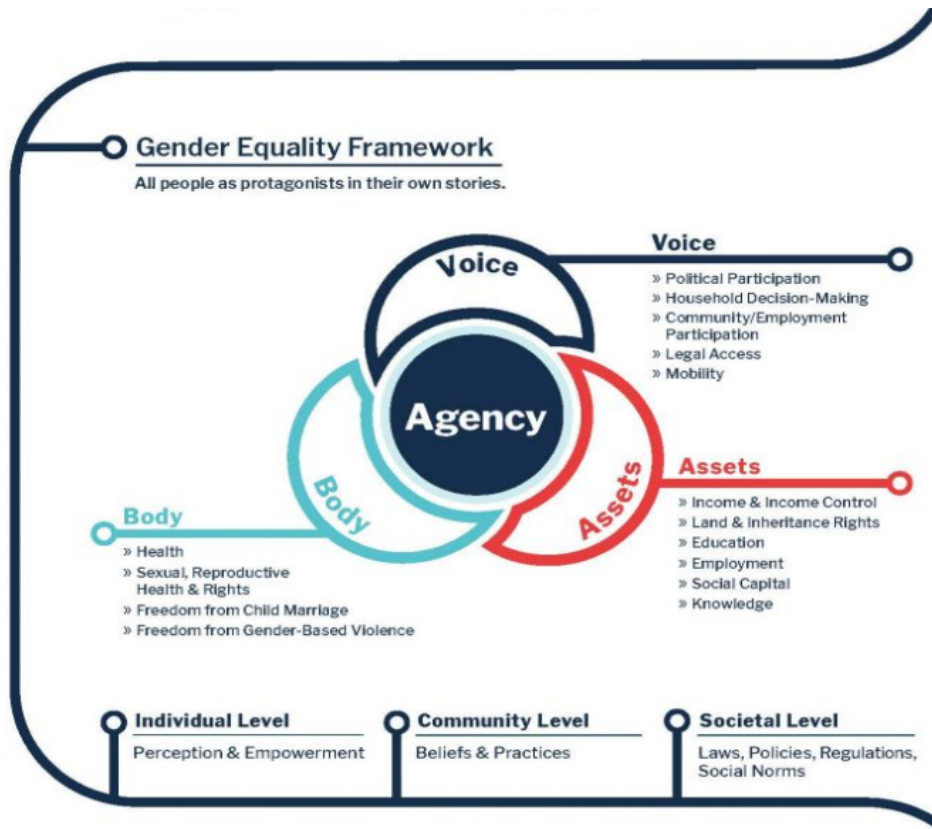 Gender Equality Framework
All people as protagonists in their own stories.
Voice
Agency
Body
Assets
Voice
» Political Participation
» Household Decision-Making
» Community/Employment
Participation
» Legal Access
» Mobility
Assets
» Income & Income Control
» Land & Inheritance Rights
» Education
» Employment
» Social Capital
» Knowledge
Body
» Health
» Sexual, Reproductive
Health & Rights
» Freedom from Child Marriage
» Freedom from Gender-Based Violence
Individual Level
Perception & Empowerment
Community Level
Beliefs & Practices
Societal Level
Laws, Policies, Regulations,
Social Norms